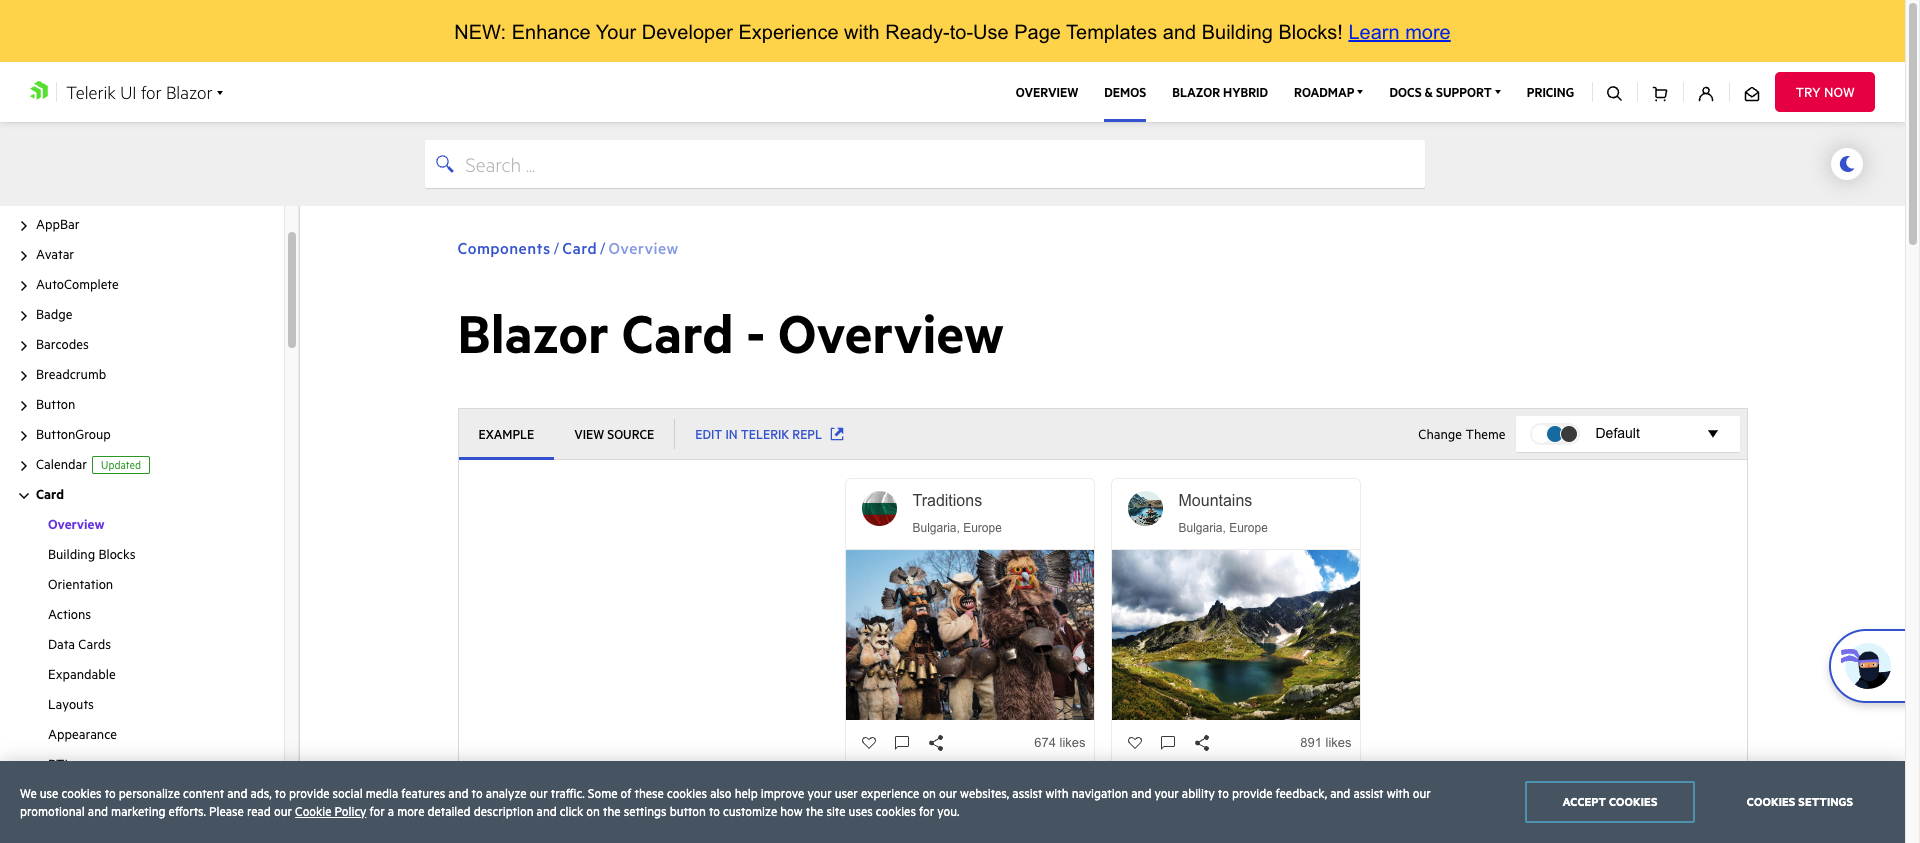 NEW: Enhance Your Developer Experience with Ready-to-Use Page Templates and Building Blocks! Learn more
Telerik UI for Blazor
OVERVIEW
DEMOS
BLAZOR HYBRID
ROADMAP
DOCS & SUPPORT
PRICING
TRY NOW
Search ...
AppBar
Avatar
AutoComplete
Badge
Barcodes
Breadcrumb
Button
ButtonGroup
Calendar Updated
Card
Overview
Building Blocks
Orientation
Actions
Data Cards
Expandable
Layouts
Appearance
Components / Card / Overview
Blazor Card - Overview
EXAMPLE
VIEW SOURCE
EDIT IN TELERIK REPL
Change Theme
Default
Traditions
Bulgaria, Europe
674 likes
Mountains
Bulgaria, Europe
891 likes
We use cookies to personalize content and ads, to provide social media features and to analyze our traffic. Some of these cookies also help improve your user experience on our websites, assist with navigation and your ability to provide feedback, and assist with our
promotional and marketing efforts. Please read our Cookie Policy for a more detailed description and click on the settings button to customize how the site uses cookies for you.
ACCEPT COOKIES
COOKIES SETTINGS